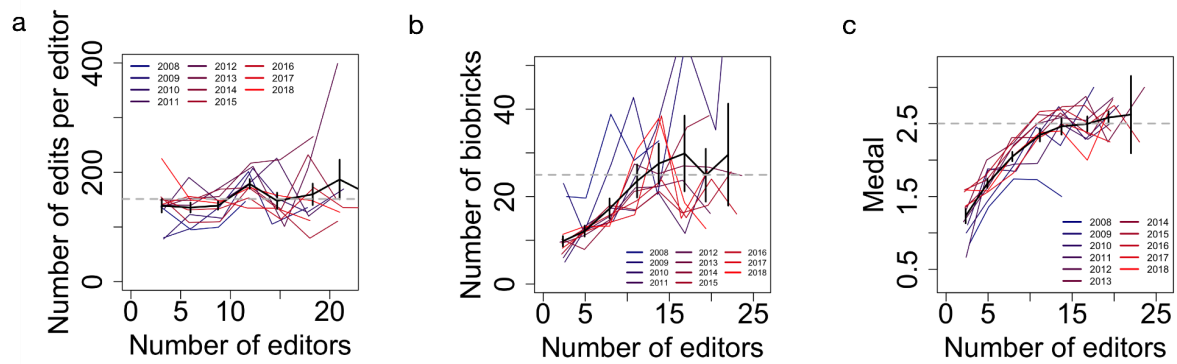 a
Number of edits per editor
400
200
0
2008 2012 2016
2009 2013 2017
2010 2014 2018
2011 2015
0 5 10 20
Number of editors
b
Number of biobricks
40
20
0
2008 2012 2016
2009 2013 2017
2010 2014 2018
2011 2015
0 5 15 25
Number of editors
c
Medal
2.5
1.5
0.5
2008 2014
2009 2015
2010 2016
2011 2017
2012 2018
2013
0 5 15 25
Number of editors